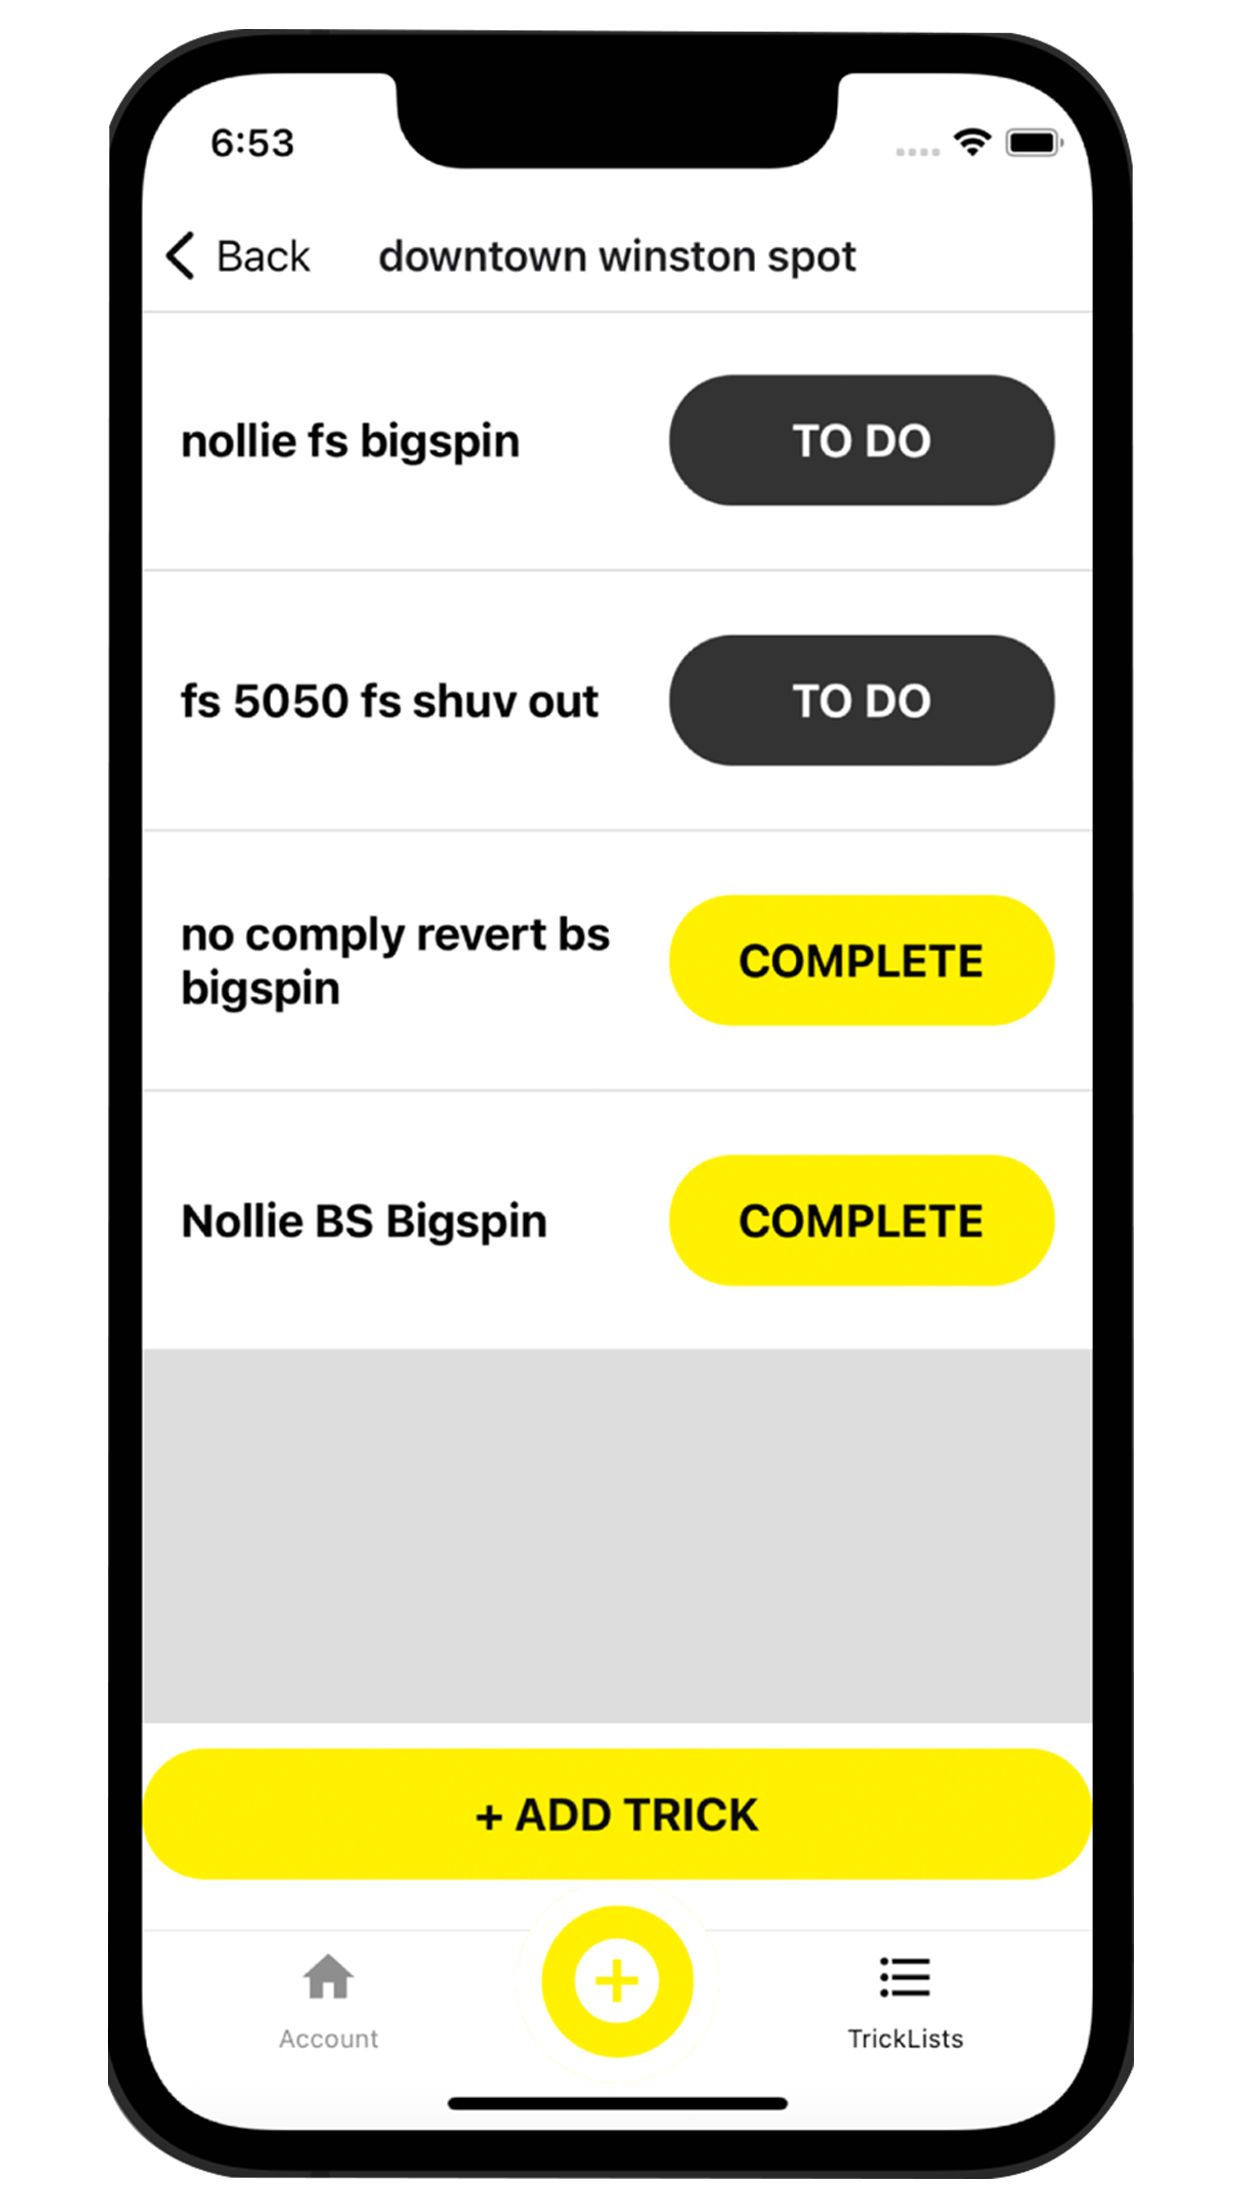 6:53
Back
downtown winston spot
nollie fs bigspin
TO DO
fs 5050 fs shuv out
TO DO
no comply revert bs
bigspin
COMPLETE
Nollie BS Bigspin
COMPLETE
+ ADD TRICK
Account
TrickLists